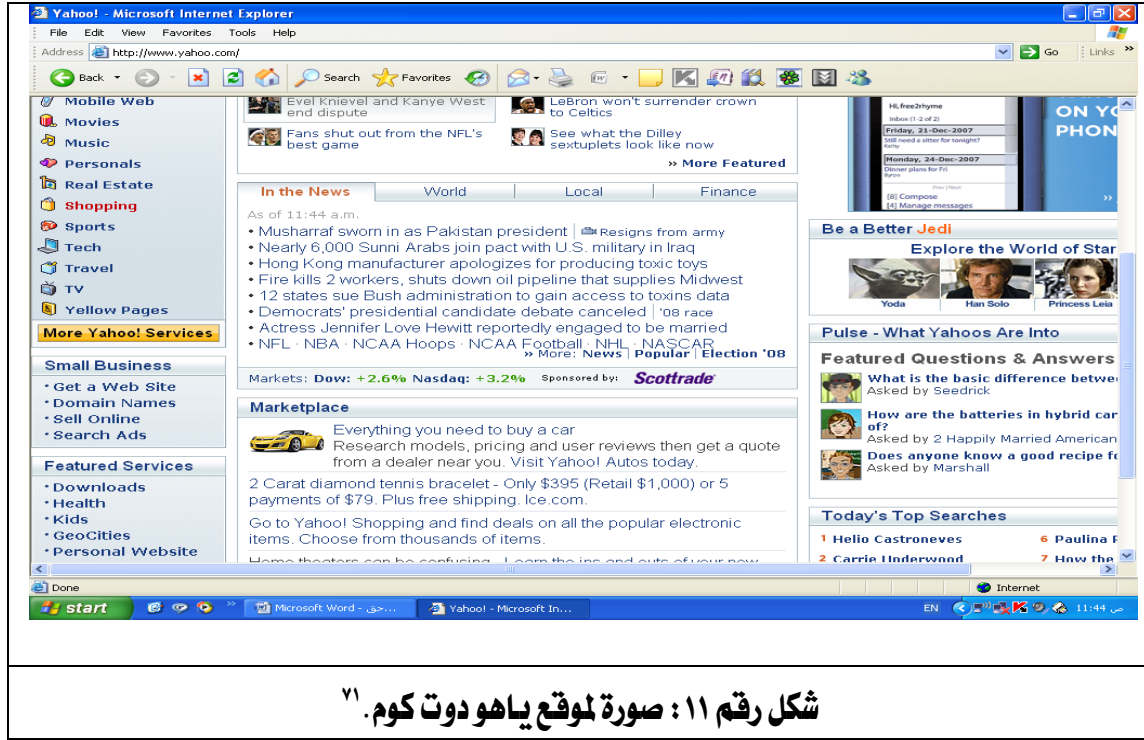 Yahoo! - Microsoft Internet Explorer
File Edit View Favorites Tools Help
Address http://www.yahoo.com/ Go Links »
Back Search Favorites
Mobile Web
Movies
Music
Personals
Real Estate
Shopping
Sports
Tech
Travel
TV
Yellow Pages
More Yahoo! Services
Small Business
Get a Web Site
Domain Names
Sell Online
Search Ads
Featured Services
Downloads
Health
Kids
GeoCities
Personal Website
Evel Knievel and Kanye West
end dispute
Fans shut out from the NFL's
best game
LeBron won't surrender crown
to Celtics
See what the Dilley
sextuplets look like now
» More Featured
In the News World Local Finance
As of 11:44 a.m.
• Musharraf sworn in as Pakistan president | Resigns from army
• Nearly 6,000 Sunni Arabs join pact with U.S. military in Iraq
• Hong Kong manufacturer apologizes for producing toxic toys
• Fire kills 2 workers, shuts down oil pipeline that supplies Midwest
• 12 states sue Bush administration to gain access to toxins data
• Democrats' presidential candidate debate canceled | '08 race
• Actress Jennifer Love Hewitt reportedly engaged to be married
• NFL · NBA · NCAA Hoops · NCAA Football · NHL · NASCAR
» More: News | Popular | Election '08
Markets: Dow: +2.6% Nasdaq: +3.2% Sponsored by: Scottrade
Marketplace
Everything you need to buy a car
Research models, pricing and user reviews then get a quote
from a dealer near you. Visit Yahoo! Autos today.
2 Carat diamond tennis bracelet - Only $395 (Retail $1,000) or 5
payments of $79. Plus free shipping. Ice.com.
Go to Yahoo! Shopping and find deals on all the popular electronic
items. Choose from thousands of items.
Home theaters can be confusing. Learn the ins and outs of your new
Hi, free2rhyme
Inbox (1-2 of 2)
Friday, 21-Dec-2007
Still need a sitter for tonight?
Kathy
Monday, 24-Dec-2007
Dinner plans for Fri
Byron
Prev | Next
[8] Compose
[4] Manage messages
ON YO
PHON
Be a Better Jedi
Explore the World of Star
Yoda Han Solo Princess Leia
Pulse - What Yahoos Are Into
Featured Questions & Answers
What is the basic difference betwe
Asked by Seedrick
How are the batteries in hybrid car
of?
Asked by 2 Happily Married American
Does anyone know a good recipe fo
Asked by Marshall
Today's Top Searches
1 Helio Castroneves 6 Paulina
2 Carrie Underwood 7 How the
Done Internet
start Microsoft Word - حق... Yahoo! - Microsoft In... EN 11:44 ص
شكل رقم ١١ : صورة لموقع ياهو دوت كوم. ٧١